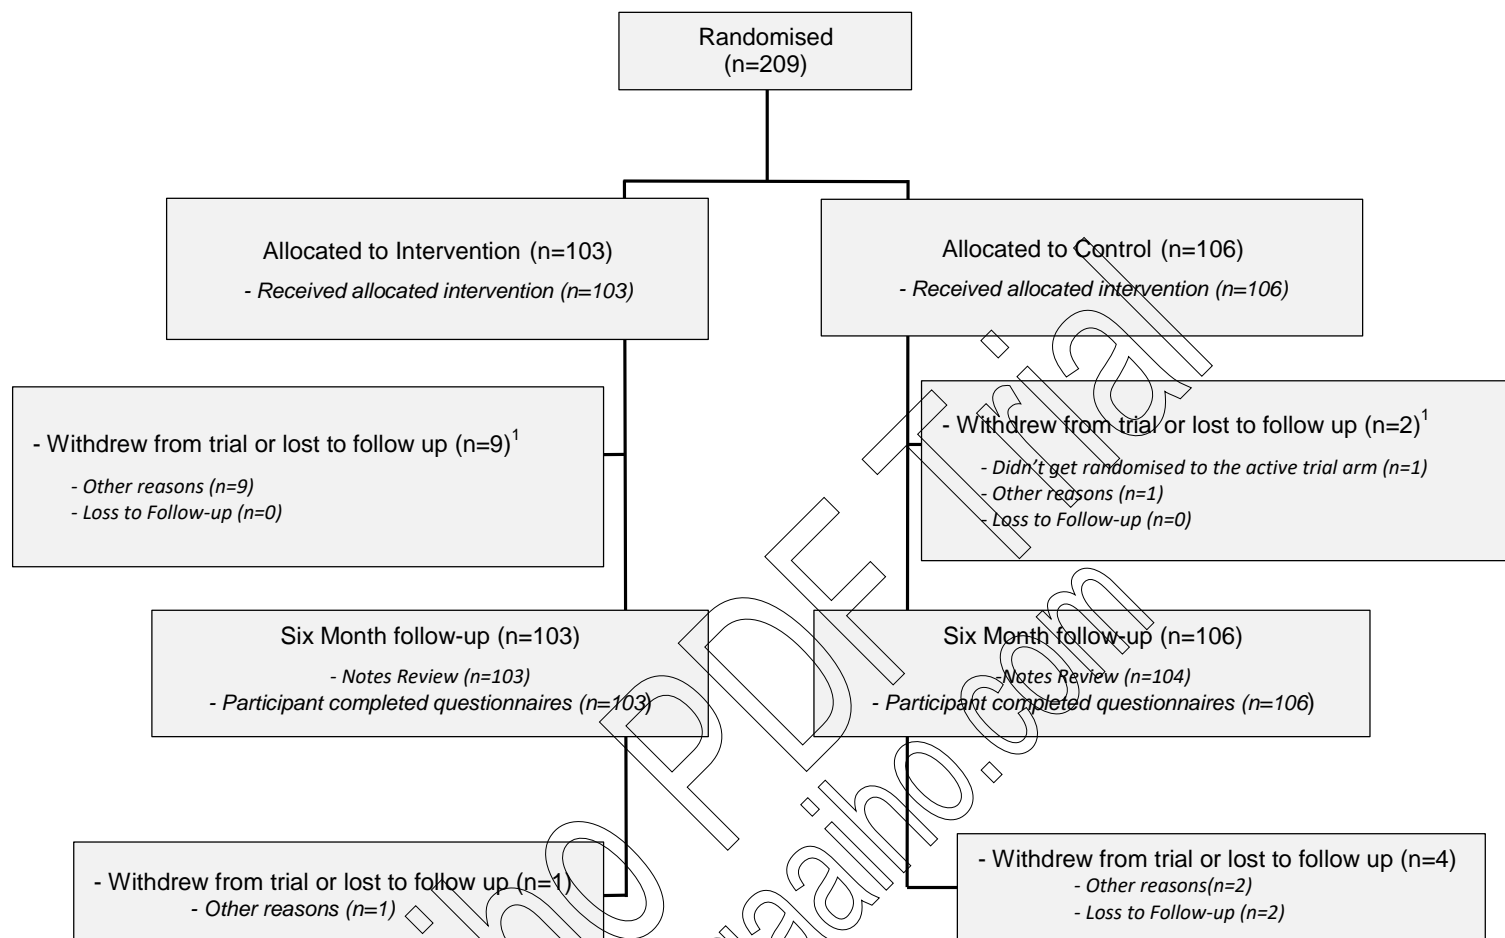 Randomised
(n=209)
Allocated to Intervention (n=103)
- Received allocated intervention (n=103)
Allocated to Control (n=106)
- Received allocated intervention (n=106)
- Withdrew from trial or lost to follow up (n=9)1
- Other reasons (n=9)
- Loss to Follow-up (n=0)
- Withdrew from trial or lost to follow up (n=2)1
- Didn't get randomised to the active trial arm (n=1)
- Other reasons (n=1)
- Loss to Follow-up (n=0)
Six Month follow-up (n=103)
- Notes Review (n=103)
- Participant completed questionnaires (n=103)
Six Month follow-up (n=106)
-Notes Review (n=104)
- Participant completed questionnaires (n=106)
- Withdrew from trial or lost to follow up (n=1)
- Other reasons (n=1)
- Withdrew from trial or lost to follow up (n=4)
- Other reasons(n=2)
- Loss to Follow-up (n=2)
PDF Trial